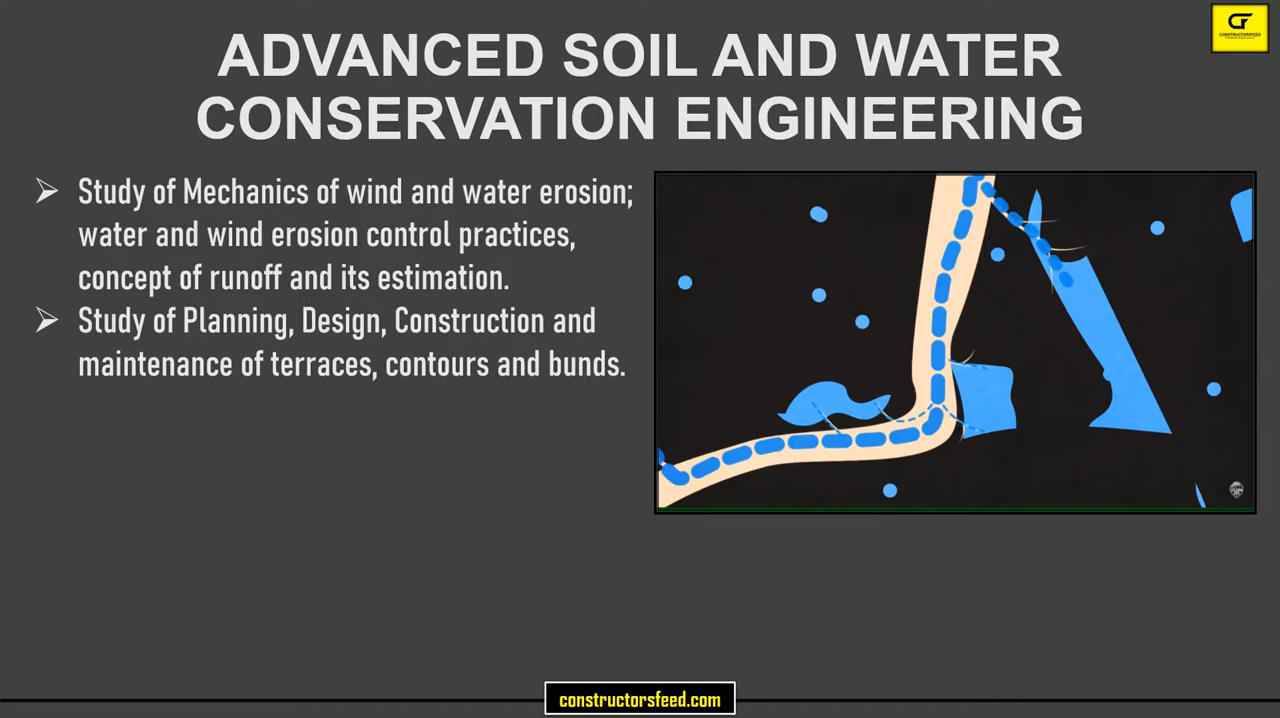 CF
CONSTRUCTORSFEED
ADVANCED SOIL AND WATER
CONSERVATION ENGINEERING
Study of Mechanics of wind and water erosion;
water and wind erosion control practices,
concept of runoff and its estimation.
Study of Planning, Design, Construction and
maintenance of terraces, contours and bunds.
constructorsfeed.com